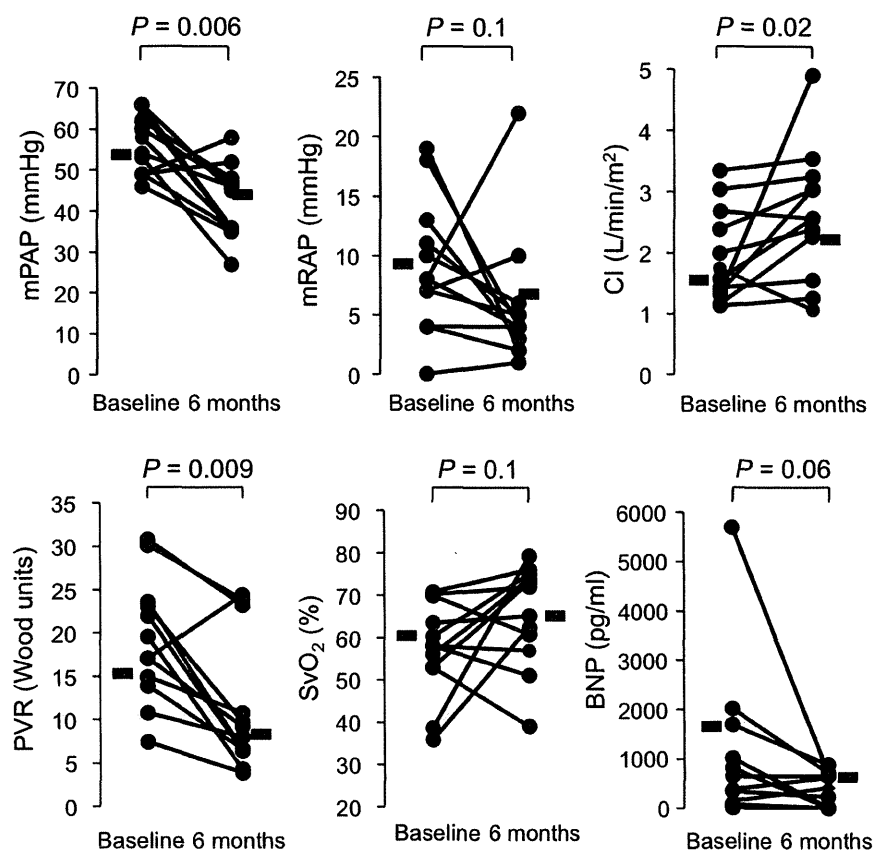 P = 0.006
mPAP (mmHg)
70
60
50
40
30
20
10
0
Baseline 6 months
P = 0.1
mRAP (mmHg)
25
20
15
10
5
0
Baseline 6 months
P = 0.02
CI (L/min/m²)
5
4
3
2
1
0
Baseline 6 months
P = 0.009
PVR (Wood units)
35
30
25
20
15
10
5
0
Baseline 6 months
P = 0.1
SvO₂ (%)
90
80
70
60
50
40
30
20
Baseline 6 months
P = 0.06
BNP (pg/ml)
6000
5000
4000
3000
2000
1000
0
Baseline 6 months